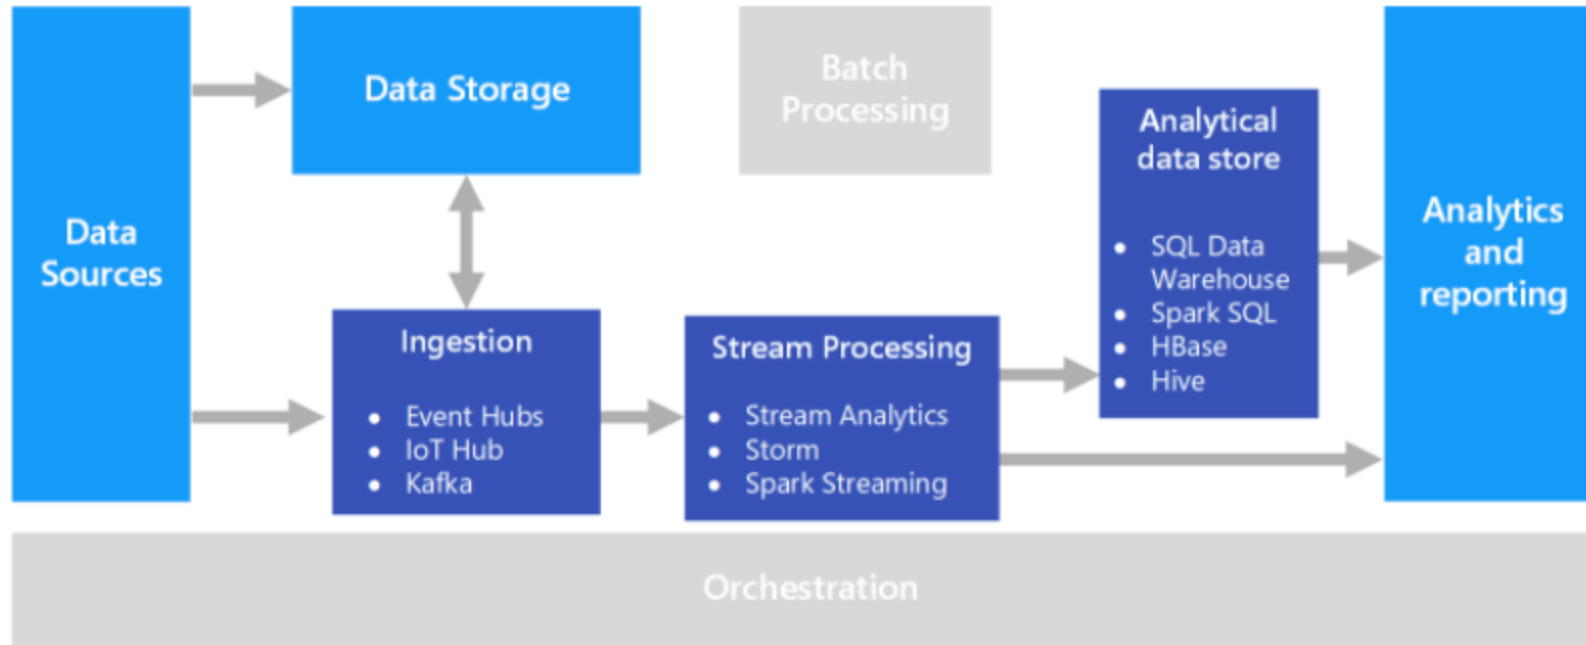 Data
Sources
Data Storage
Batch
Processing
Ingestion
• Event Hubs
• IoT Hub
• Kafka
Stream Processing
• Stream Analytics
• Storm
• Spark Streaming
Analytical
data store
• SQL Data
Warehouse
• Spark SQL
• HBase
• Hive
Analytics
and
reporting
Orchestration